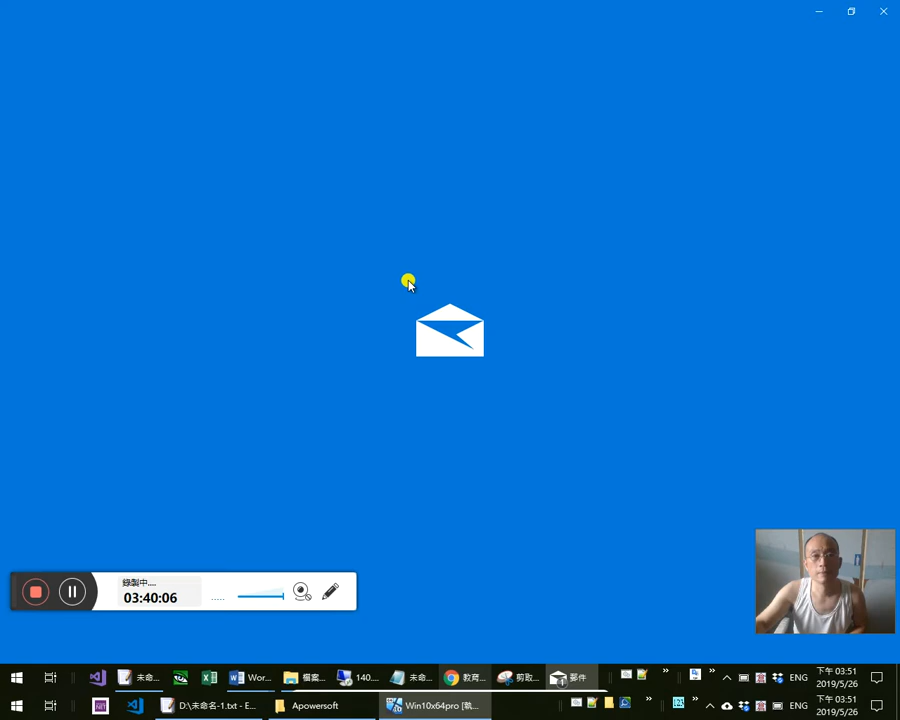 錄製中....
03:40:06
.....
未命...
Wor...
檔案...
140...
未命...
教育...
剪取...
郵件
ENG
下午 03:51
2019/5/26
D:\未命名-1.txt - E...
Apowersoft
Win10x64pro [執...
ENG
下午 03:51
2019/5/26